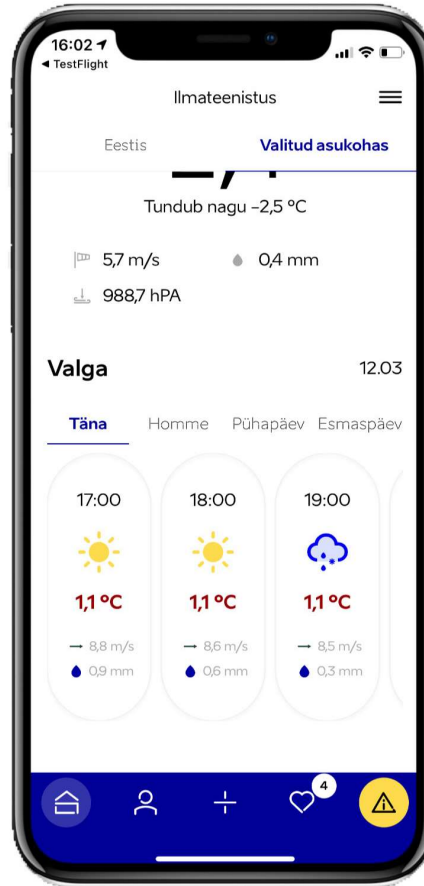 16:02
◀ TestFlight
Ilmateenistus
Eestis Valitud asukohas
Tundub nagu −2,5 °C
5,7 m/s 0,4 mm
988,7 hPA
Valga 12.03
Täna Homme Pühapäev Esmaspäev
17:00 18:00 19:00
1,1 °C 1,1 °C 1,1 °C
8,8 m/s 8,6 m/s 8,5 m/s
0,9 mm 0,6 mm 0,3 mm
4